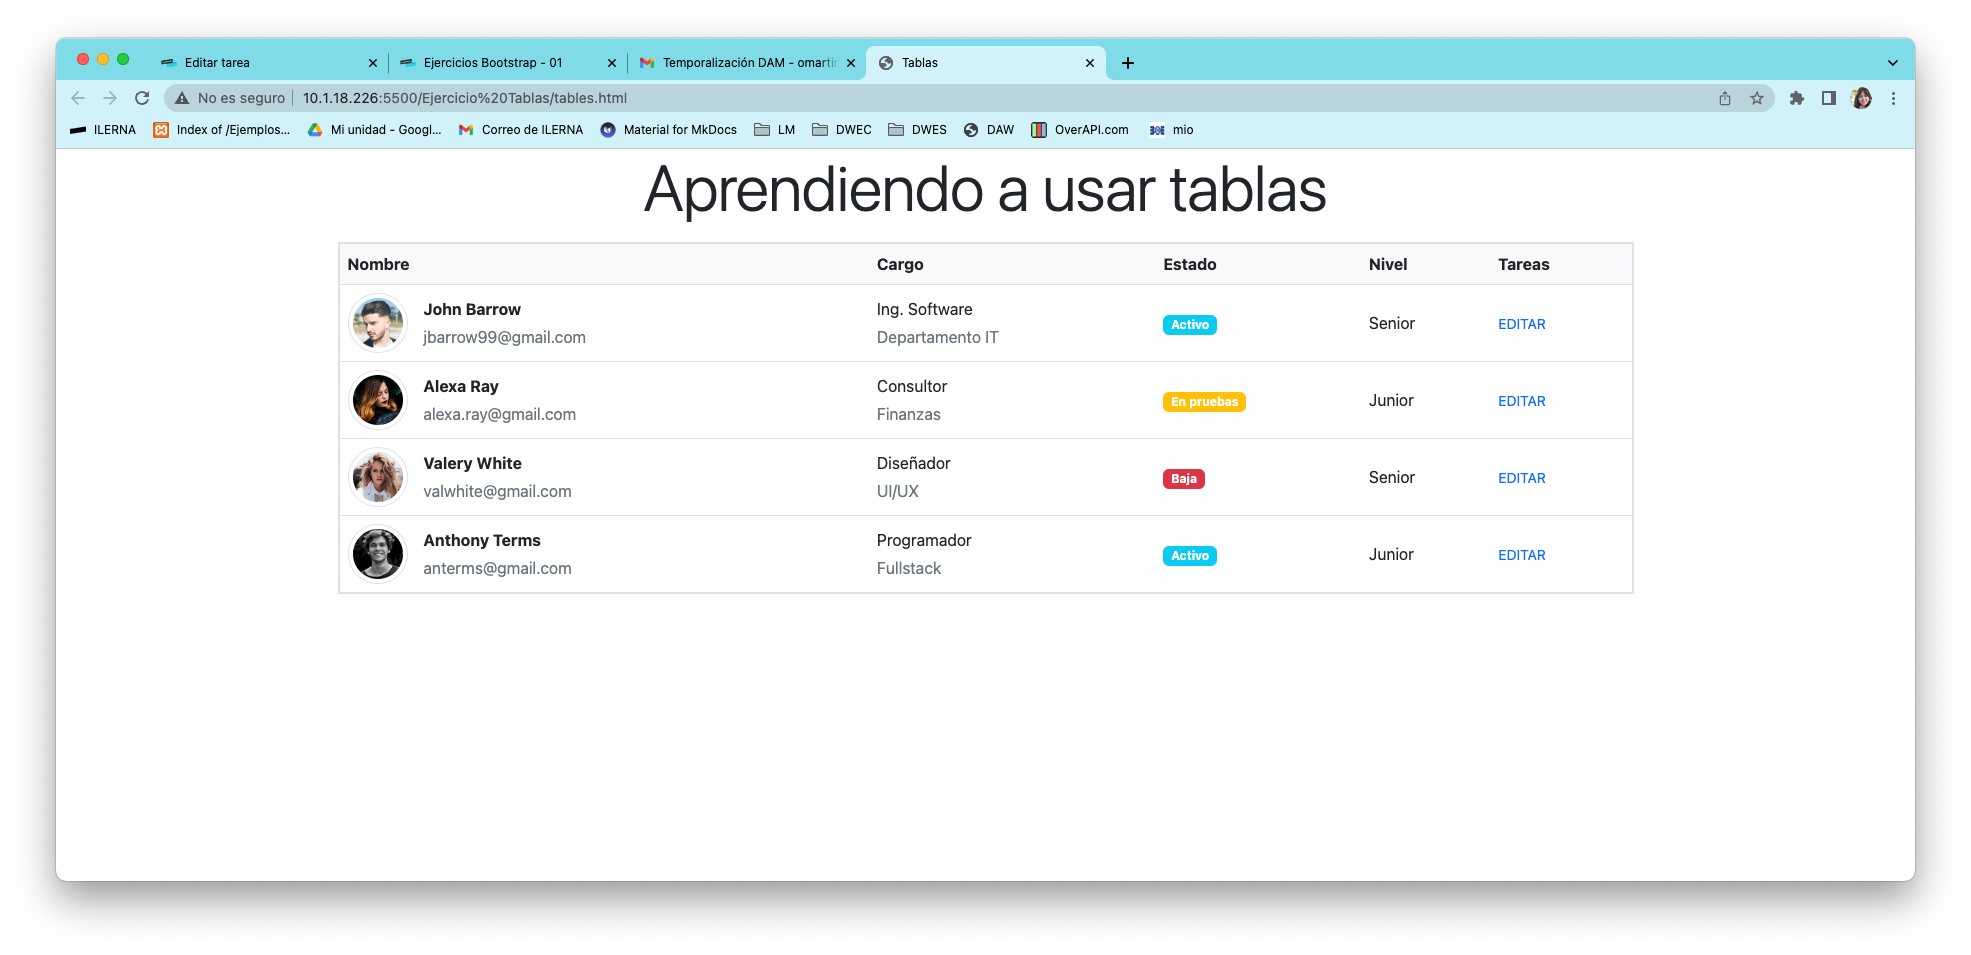 Editar tarea
Ejercicios Bootstrap - 01
Temporalización DAM - omartin
Tablas
No es seguro
10.1.18.226:5500/Ejercicio%20Tablas/tables.html
ILERNA
Index of /Ejemplos...
Mi unidad - Googl...
Correo de ILERNA
Material for MkDocs
LM
DWEC
DWES
DAW
OverAPI.com
mio
Aprendiendo a usar tablas
Nombre Cargo Estado Nivel Tareas
John Barrow
jbarrow99@gmail.com
Ing. Software
Departamento IT
Activo
Senior
EDITAR
Alexa Ray
alexa.ray@gmail.com
Consultor
Finanzas
En pruebas
Junior
EDITAR
Valery White
valwhite@gmail.com
Diseñador
UI/UX
Baja
Senior
EDITAR
Anthony Terms
anterms@gmail.com
Programador
Fullstack
Activo
Junior
EDITAR